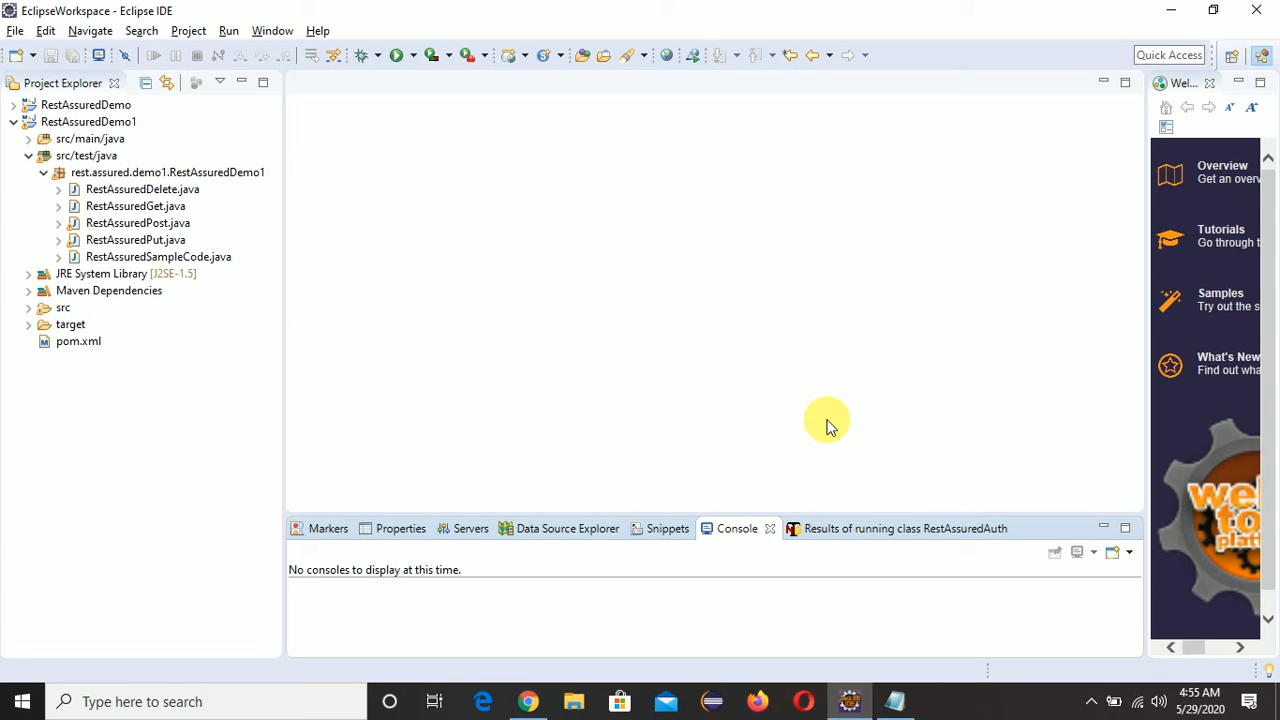 EclipseWorkspace - Eclipse IDE
File Edit Navigate Search Project Run Window Help
Quick Access
Project Explorer
Wel...
RestAssuredDemo
RestAssuredDemo1
src/main/java
src/test/java
rest.assured.demo1.RestAssuredDemo1
RestAssuredDelete.java
RestAssuredGet.java
RestAssuredPost.java
RestAssuredPut.java
RestAssuredSampleCode.java
JRE System Library [J2SE-1.5]
Maven Dependencies
src
target
pom.xml
Overview
Get an overv
Tutorials
Go through t
Samples
Try out the s
What's New
Find out wha
Markers Properties Servers Data Source Explorer Snippets Console Results of running class RestAssuredAuth
No consoles to display at this time.
Type here to search
4:55 AM
5/29/2020